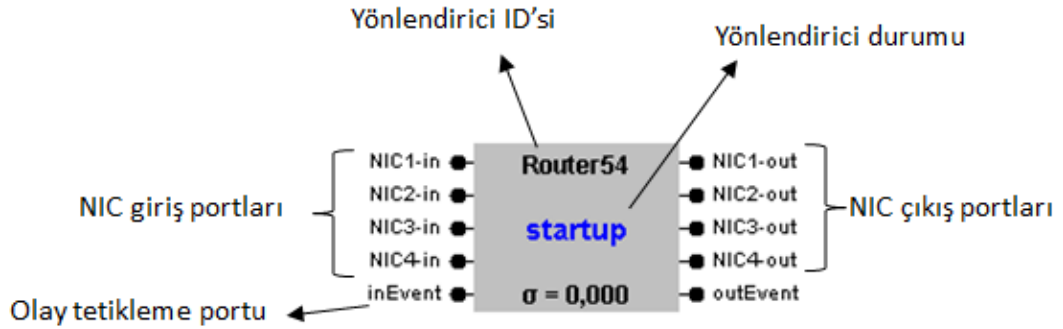 Yönlendirici ID’si
Yönlendirici durumu
NIC1-in
Router54
NIC1-out
NIC2-in
NIC2-out
NIC giriş portları
NIC3-in
startup
NIC3-out
NIC çıkış portları
NIC4-in
NIC4-out
inEvent
σ = 0,000
outEvent
Olay tetikleme portu